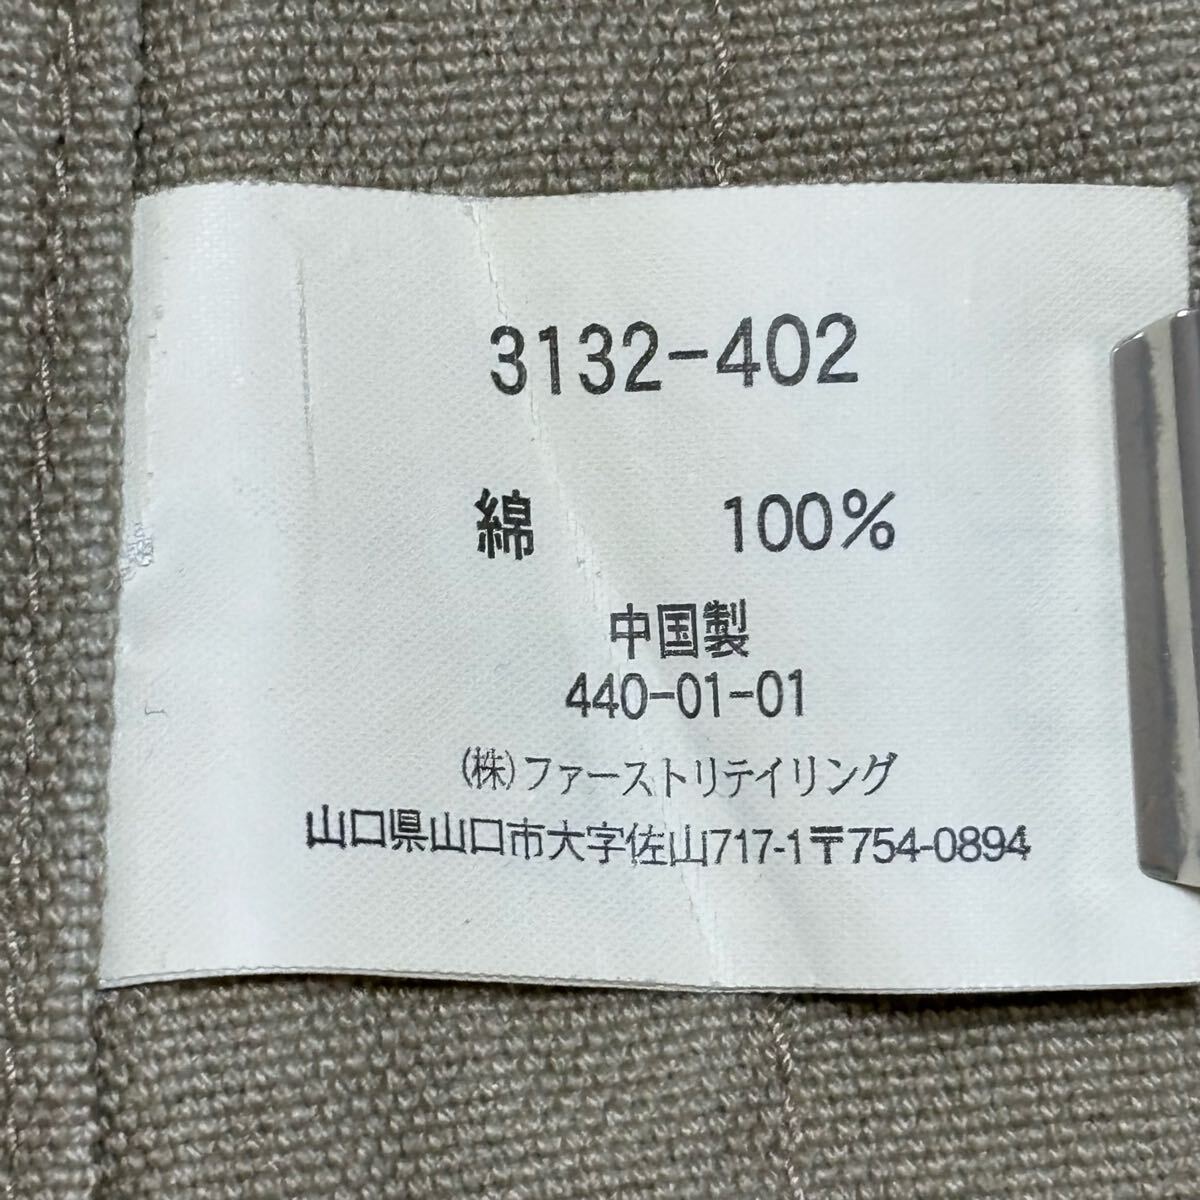 3132-402
綿 100%
中国製
440-01-01
(株)ファーストリテイリング
山口県山口市大字佐山717-1〒754-0894